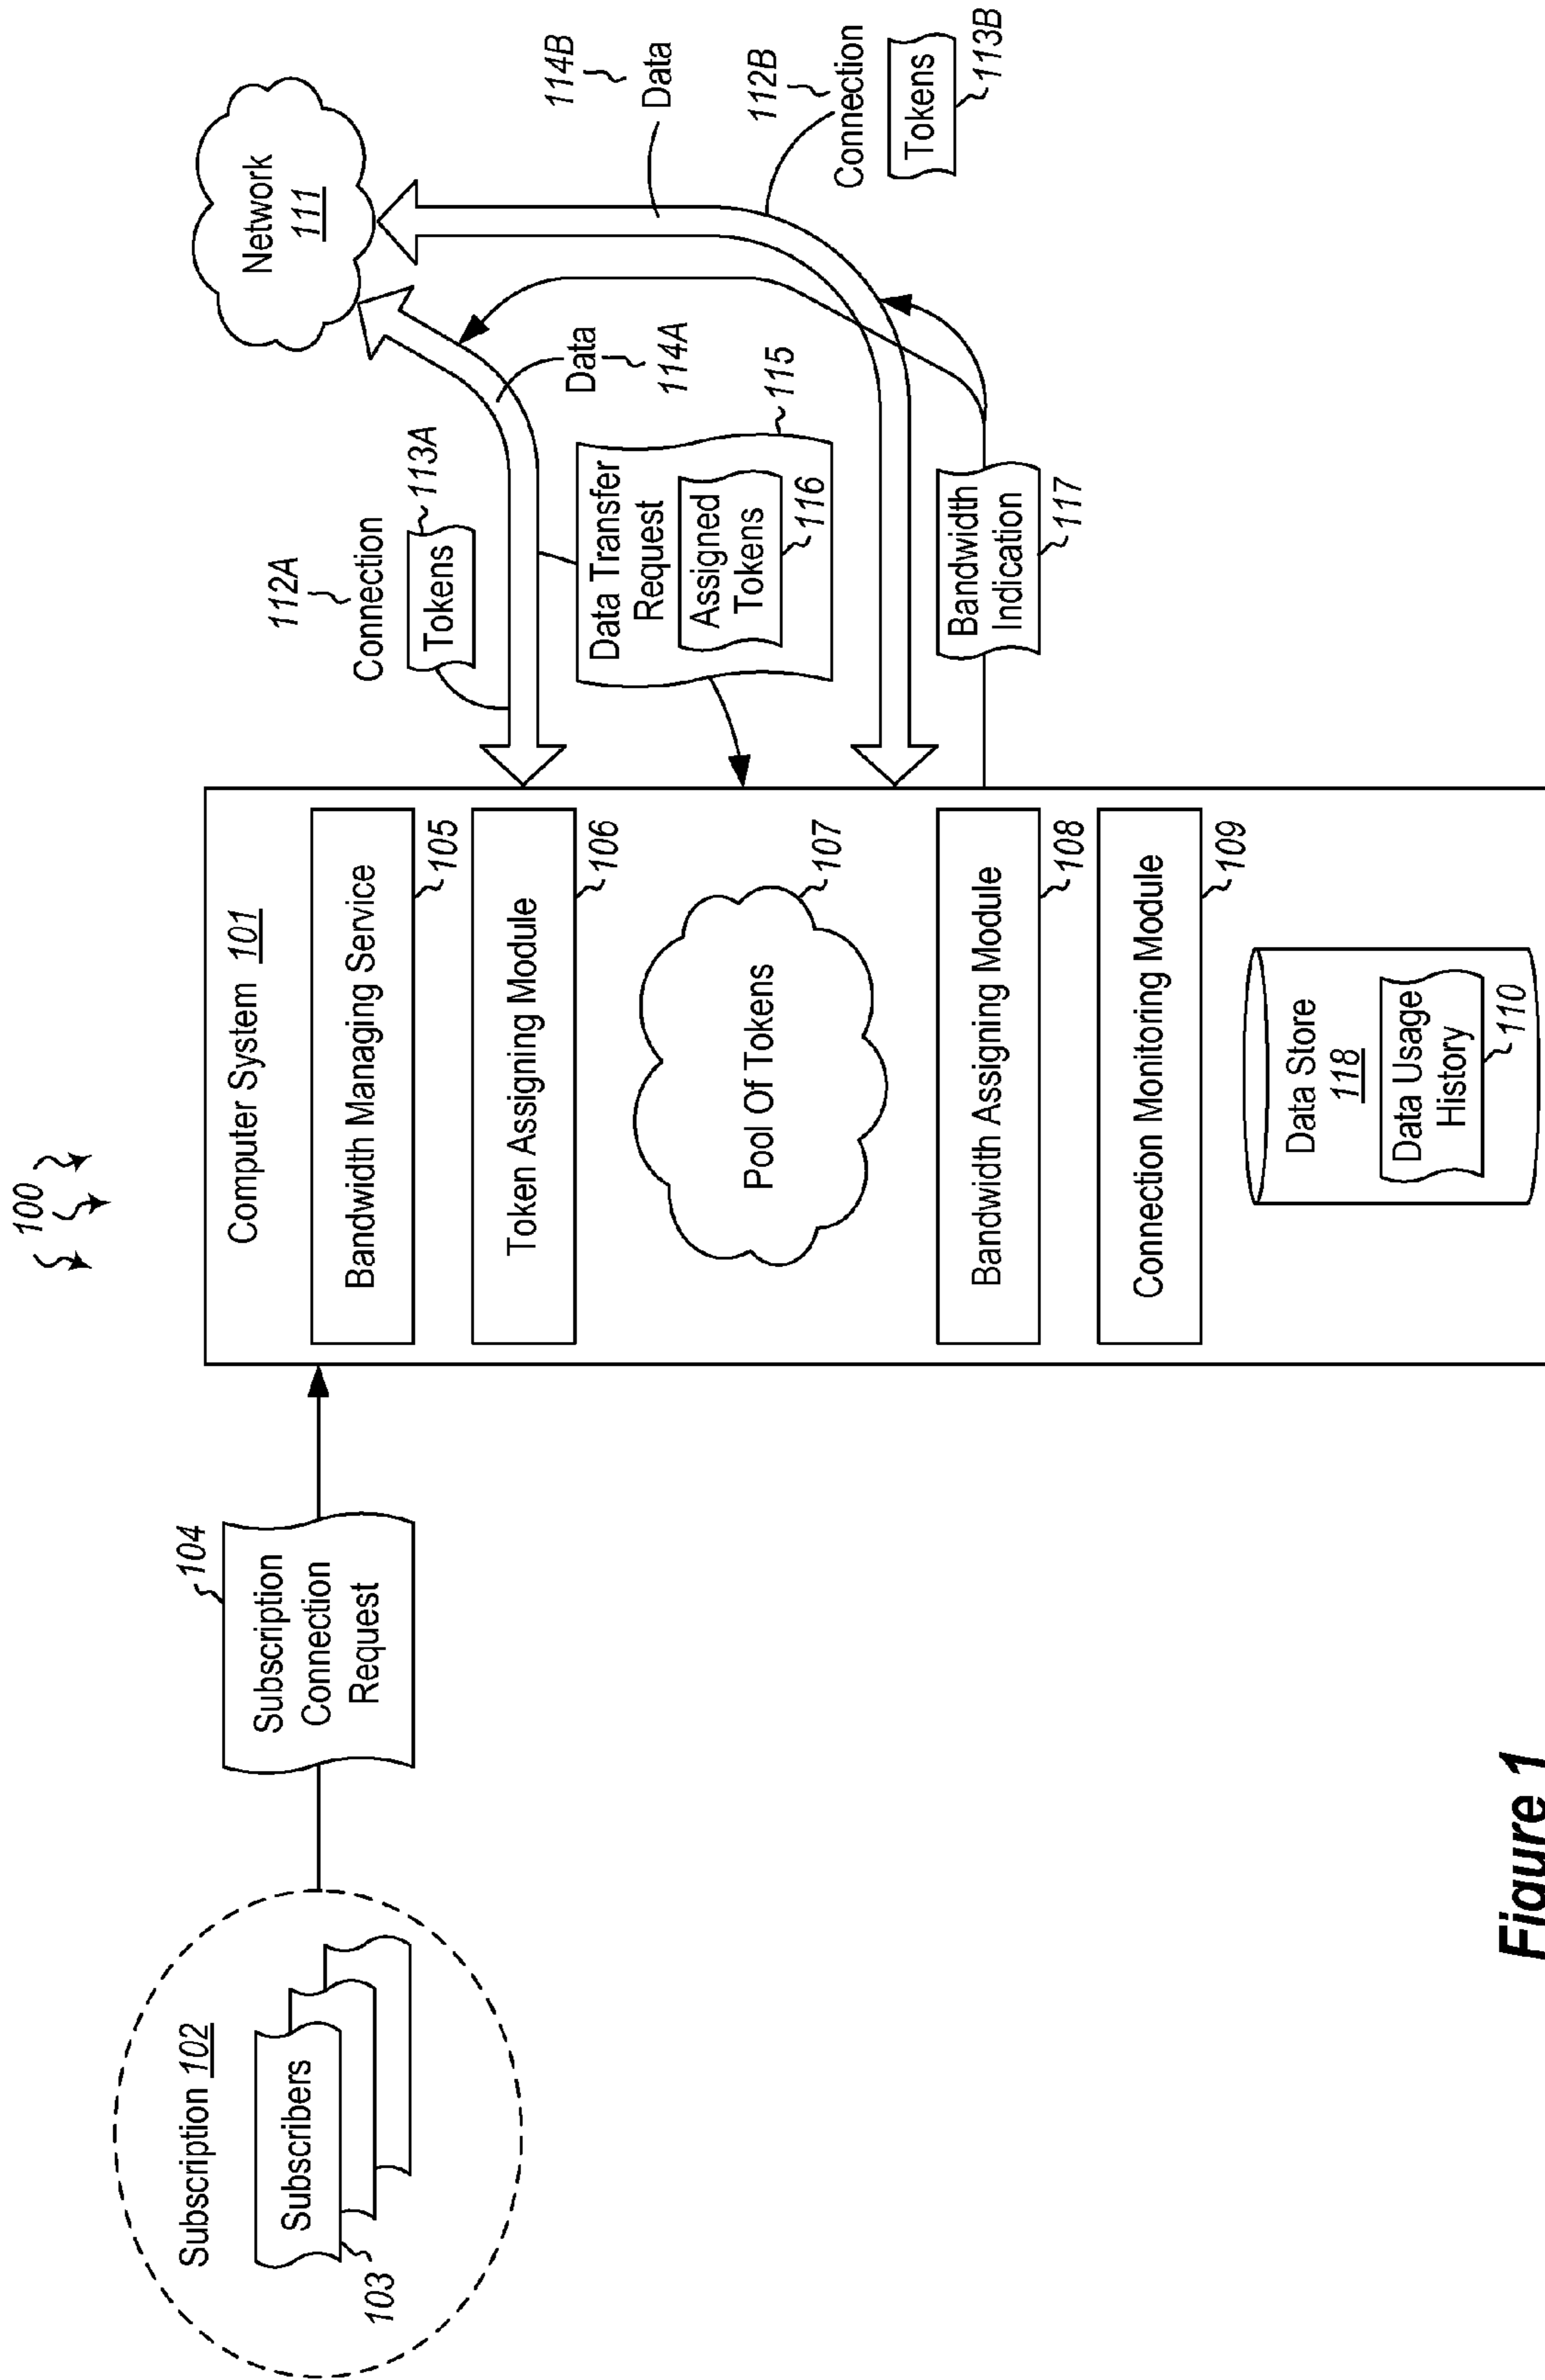 100
Subscription 102
Subscribers
103
104
Subscription
Connection
Request
Computer System 101
Bandwidth Managing Service
105
Token Assigning Module
106
Pool Of Tokens
107
Bandwidth Assigning Module
108
Connection Monitoring Module
109
Data Store
118
Data Usage
History
110
Network
111
112A
Connection
Tokens
113A
Data
114A
Data Transfer
Request
115
Assigned
Tokens
116
114B
Data
112B
Connection
Tokens
113B
Bandwidth
Indication
117
Figure 1